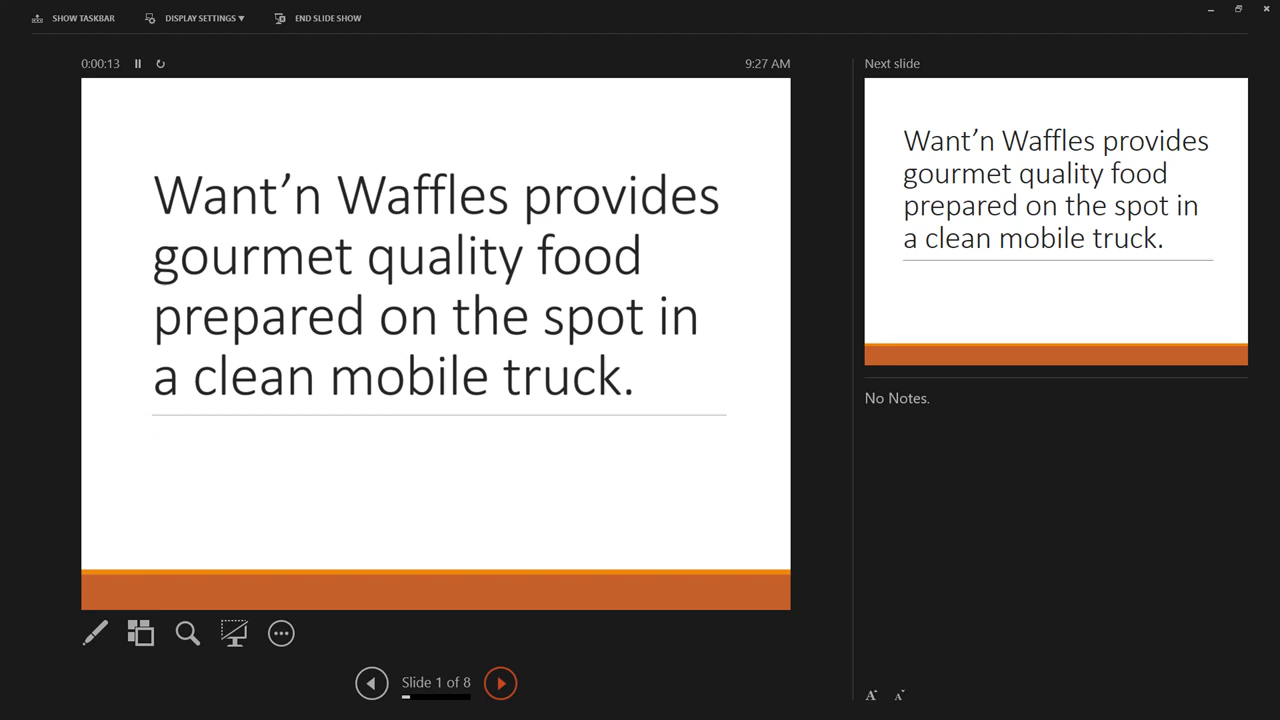 SHOW TASKBAR
DISPLAY SETTINGS ▼
END SLIDE SHOW
0:00:13
9:27 AM
Want’n Waffles provides
gourmet quality food
prepared on the spot in
a clean mobile truck.
Slide 1 of 8
Next slide
Want’n Waffles provides
gourmet quality food
prepared on the spot in
a clean mobile truck.
No Notes.
A A